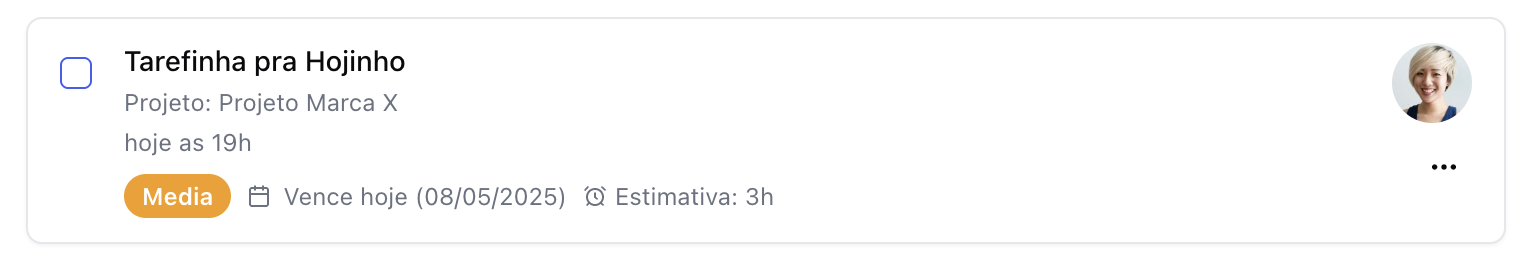 Tarefinha pra Hojinho
Projeto: Projeto Marca X
hoje as 19h
Media Vence hoje (08/05/2025) Estimativa: 3h